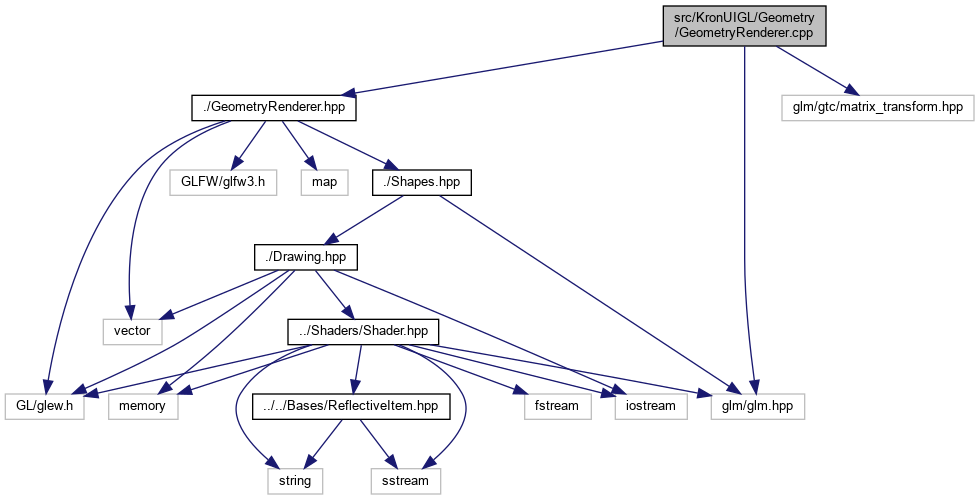 src/KronUIGL/Geometry
/GeometryRenderer.cpp
./GeometryRenderer.hpp
glm/gtc/matrix_transform.hpp
GLFW/glfw3.h
map
./Shapes.hpp
./Drawing.hpp
vector
../Shaders/Shader.hpp
GL/glew.h
memory
../../Bases/ReflectiveItem.hpp
fstream
iostream
glm/glm.hpp
string
sstream